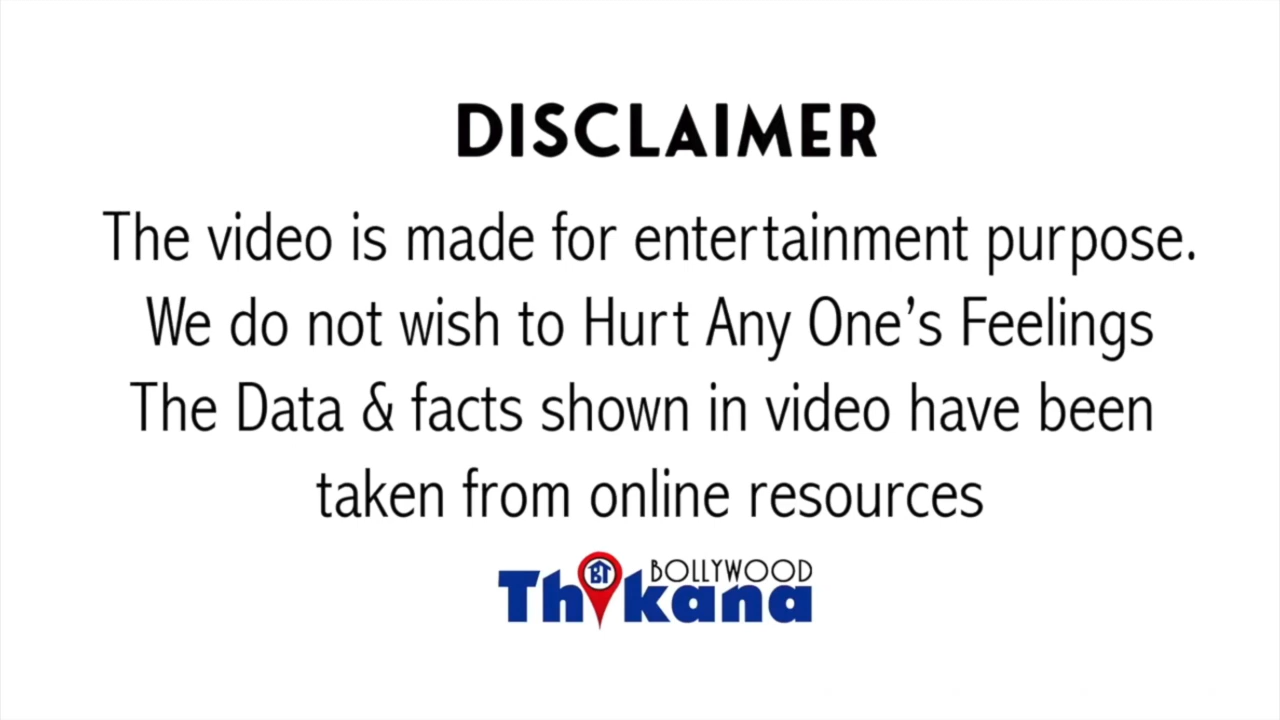 DISCLAIMER
The video is made for entertainment purpose.
We do not wish to Hurt Any One’s Feelings
The Data & facts shown in video have been
taken from online resources
BT
BOLLYWOOD
Thikana